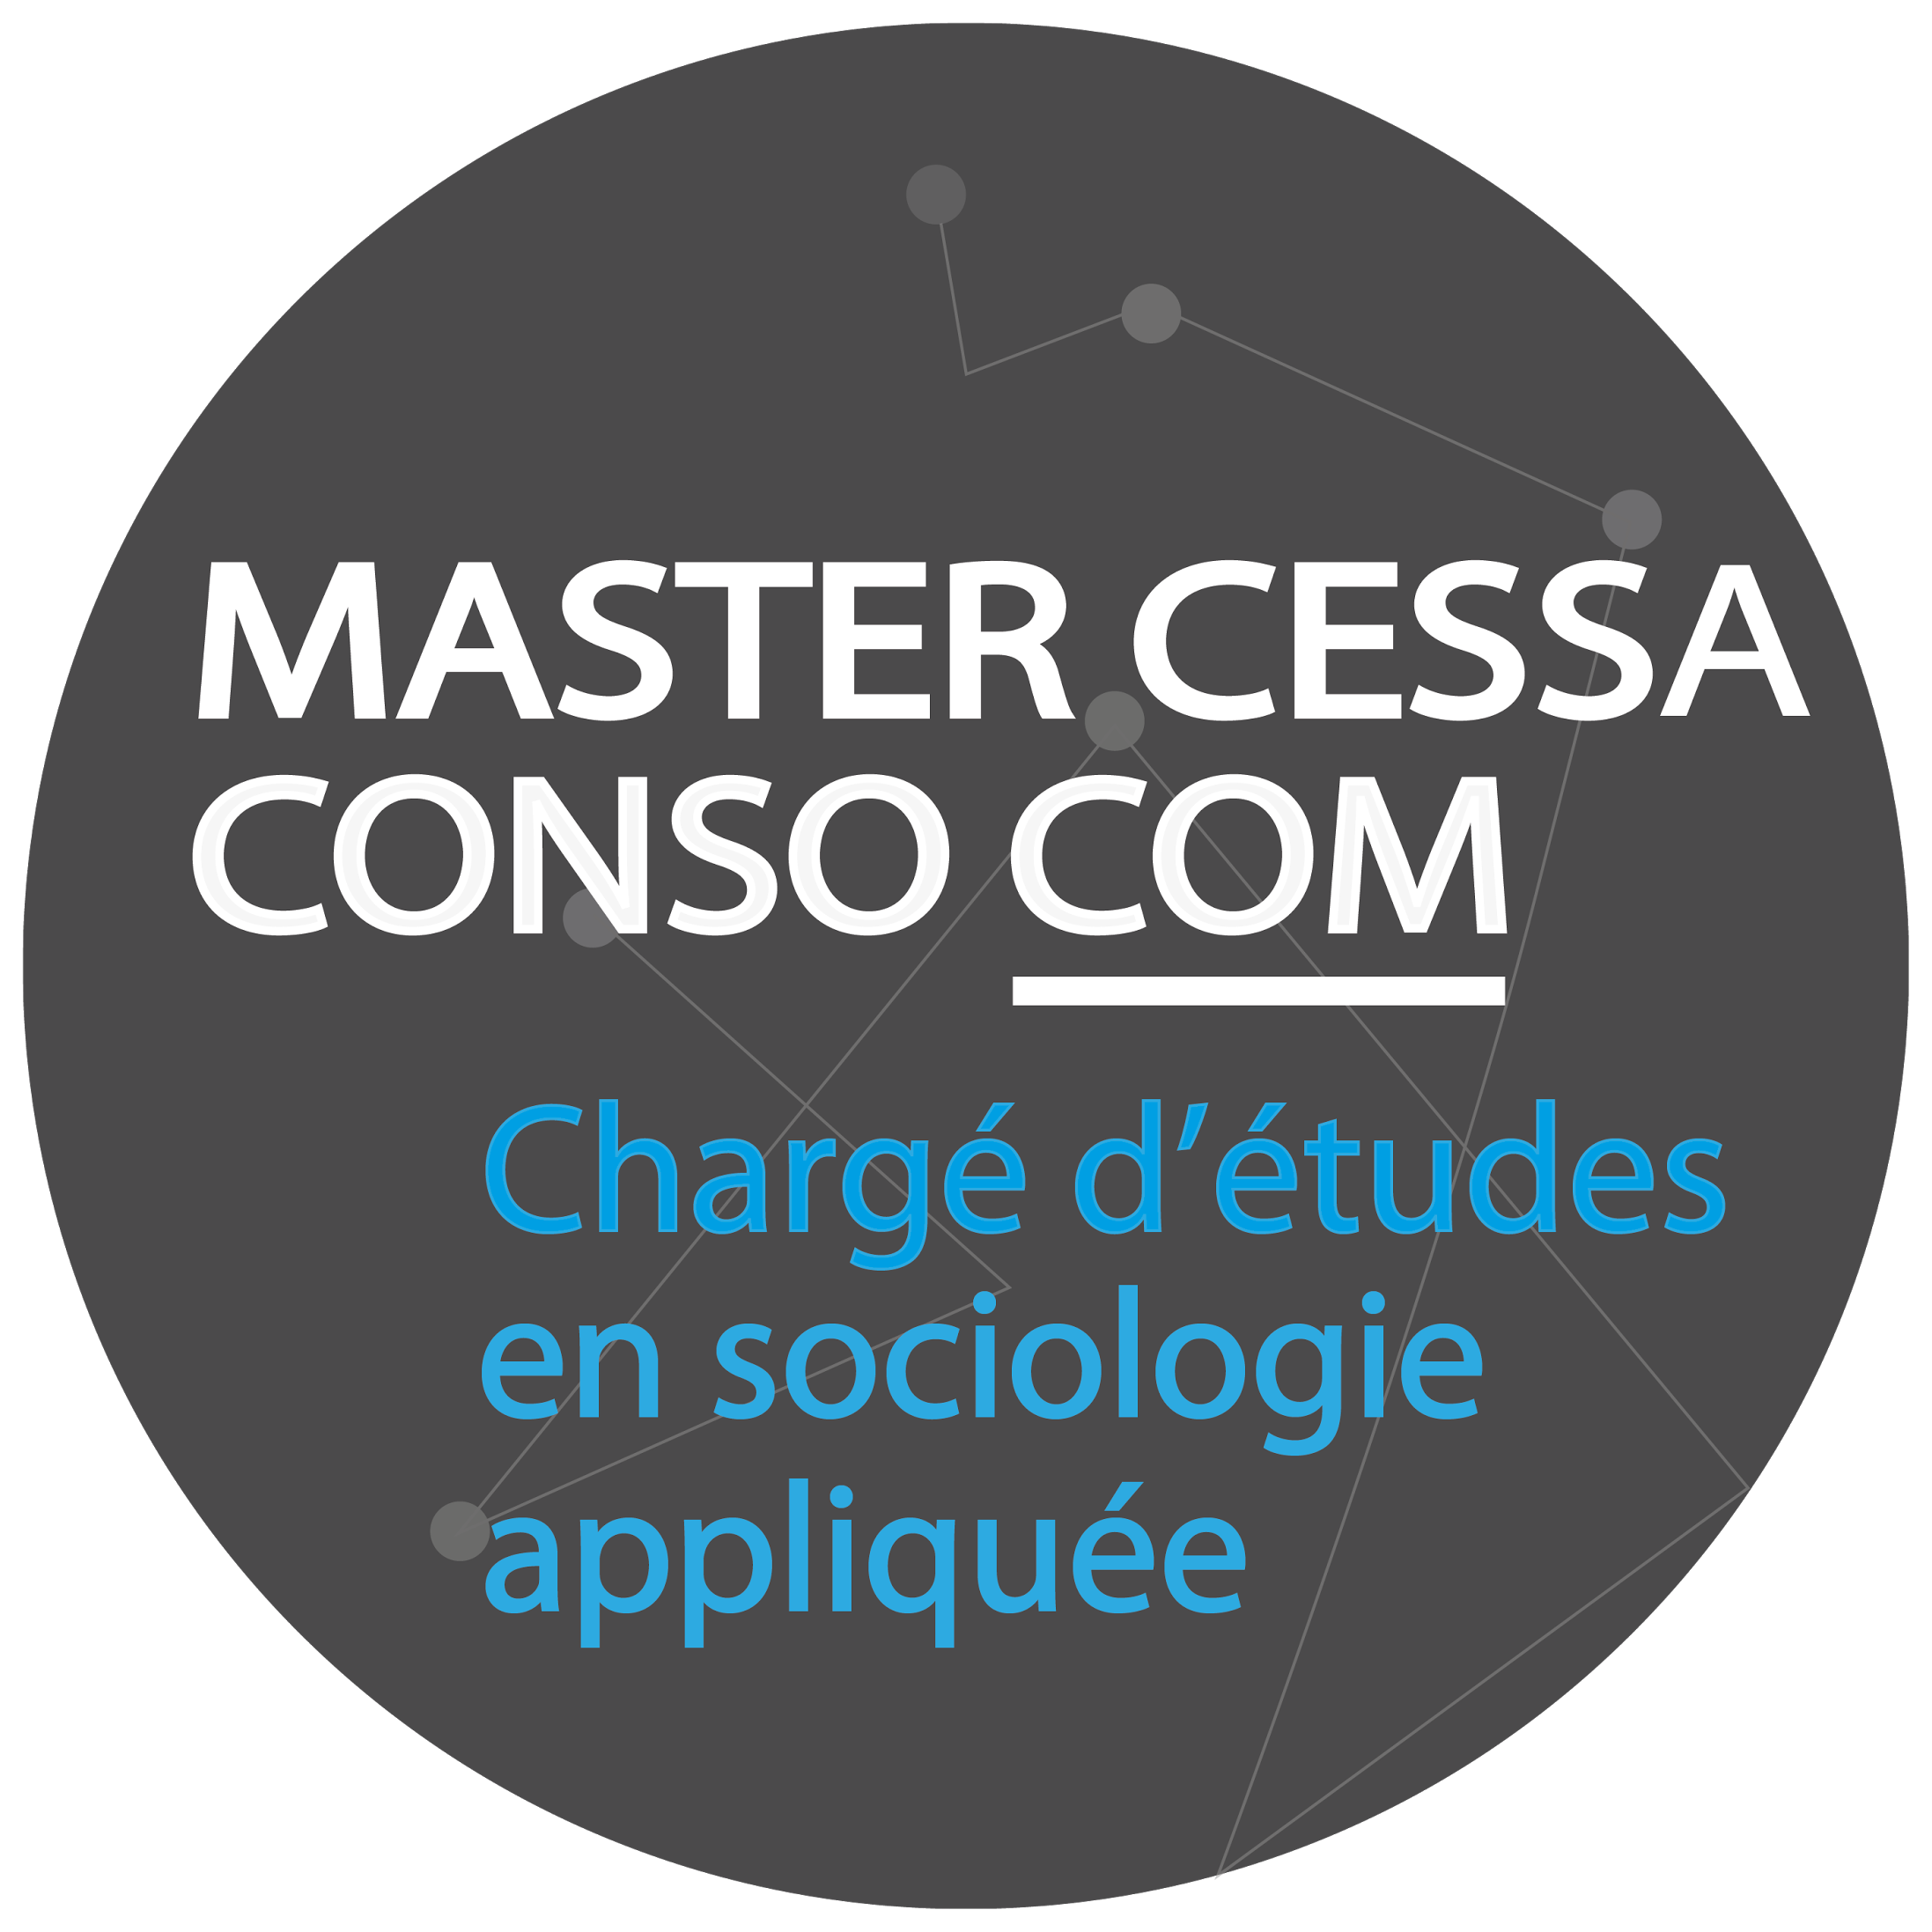 MASTER CESSA
CONSO COM
Chargé d’études
en sociologie
appliquée